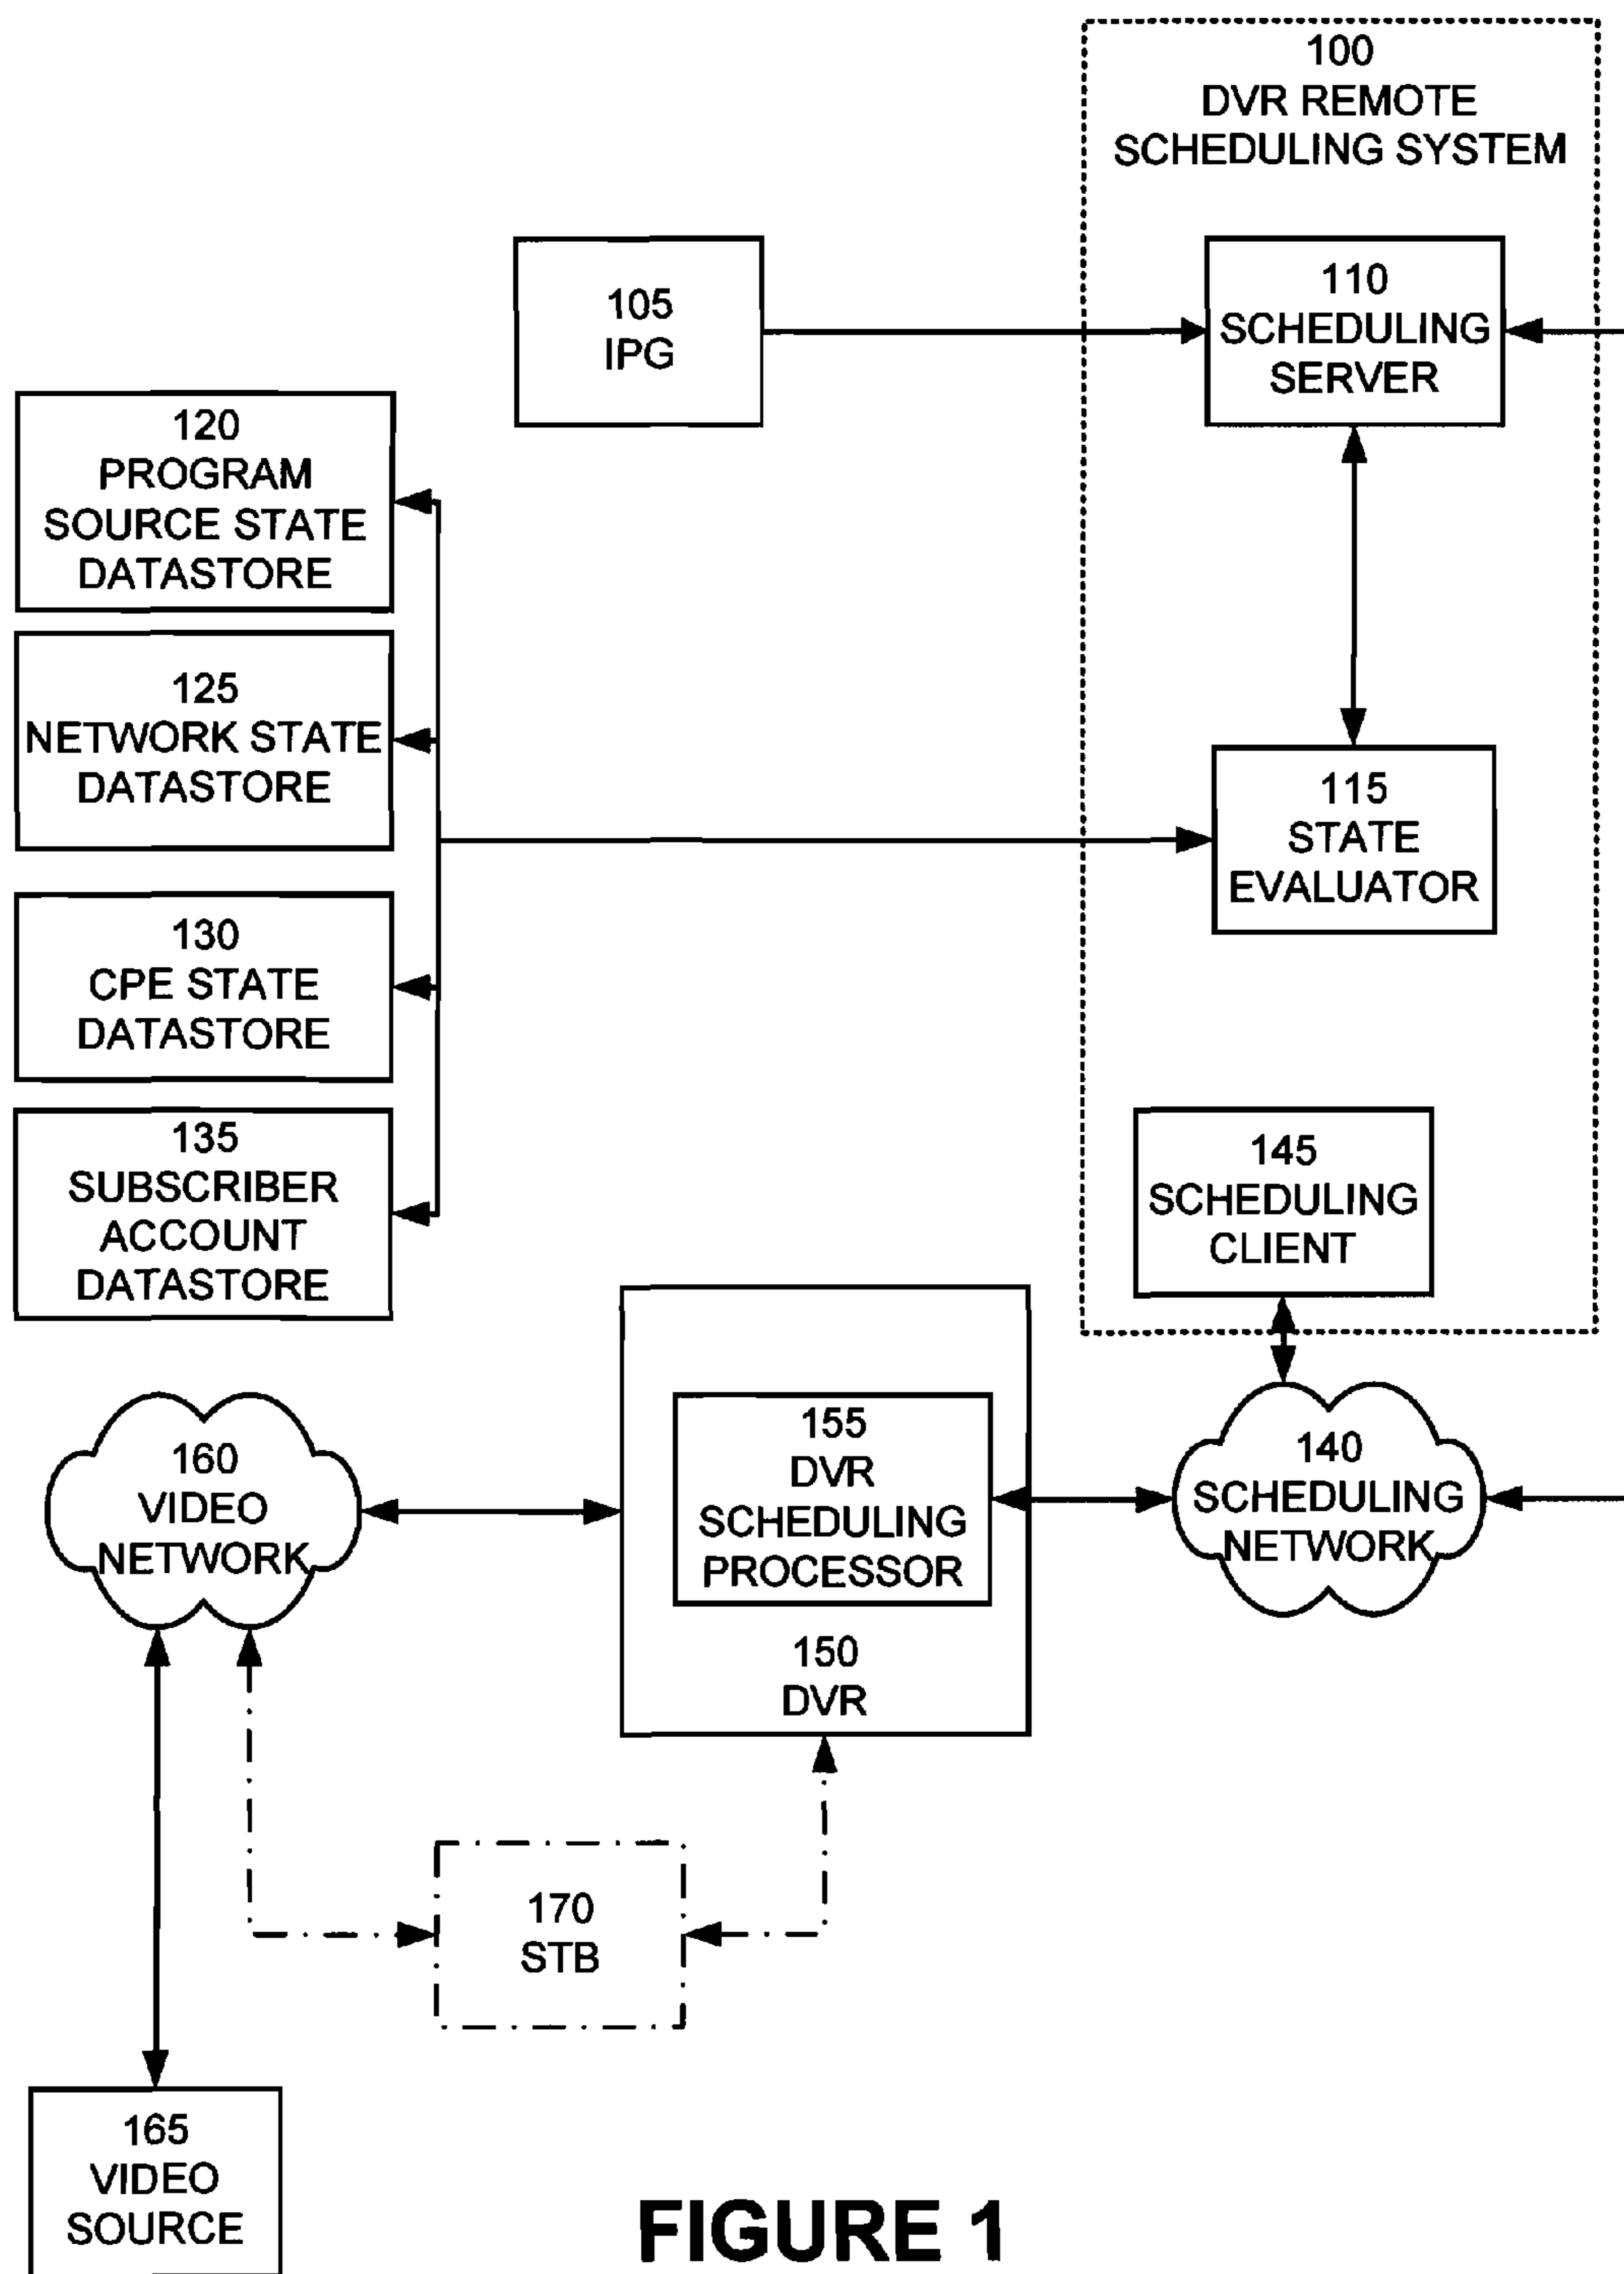 100
DVR REMOTE
SCHEDULING SYSTEM
105
IPG
110
SCHEDULING
SERVER
120
PROGRAM
SOURCE STATE
DATASTORE
125
NETWORK STATE
DATASTORE
115
STATE
EVALUATOR
130
CPE STATE
DATASTORE
135
SUBSCRIBER
ACCOUNT
DATASTORE
145
SCHEDULING
CLIENT
160
VIDEO
NETWORK
155
DVR
SCHEDULING
PROCESSOR
150
DVR
140
SCHEDULING
NETWORK
170
STB
165
VIDEO
SOURCE
FIGURE 1